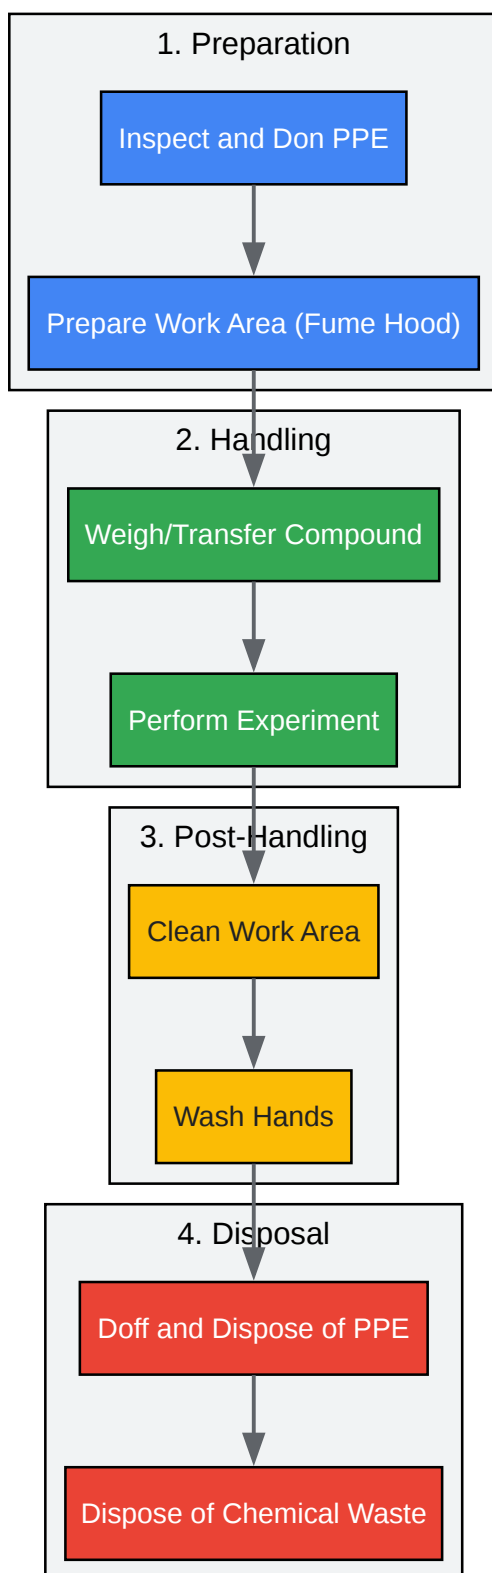 1. Preparation
Inspect and Don PPE
Prepare Work Area (Fume Hood)
2. Handling
Weigh/Transfer Compound
Perform Experiment
3. Post-Handling
Clean Work Area
Wash Hands
4. Disposal
Doff and Dispose of PPE
Dispose of Chemical Waste